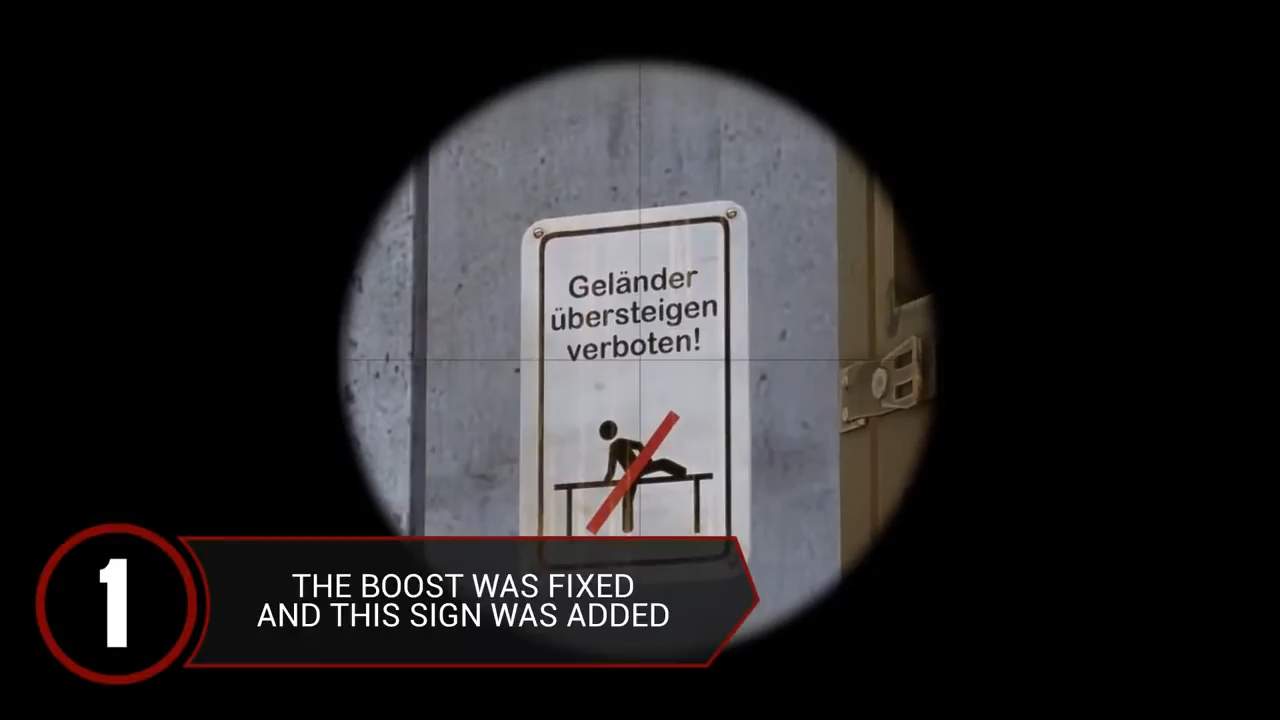 Geländer
übersteigen
verboten!
1
THE BOOST WAS FIXED
AND THIS SIGN WAS ADDED